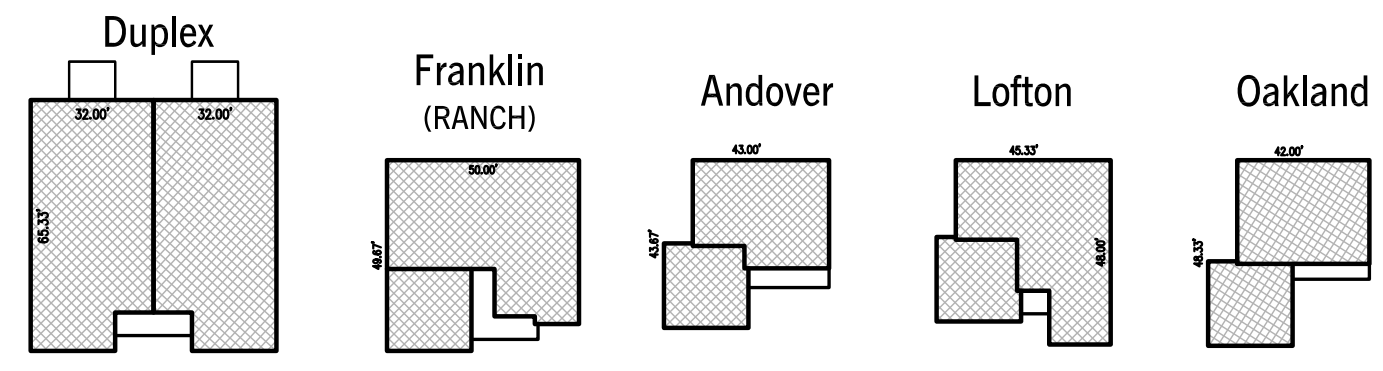 Duplex
32.00'
32.00'
65.33'
Franklin
(RANCH)
50.00'
49.67'
Andover
43.00'
43.67'
Lofton
45.33'
48.00'
Oakland
42.00'
48.33'